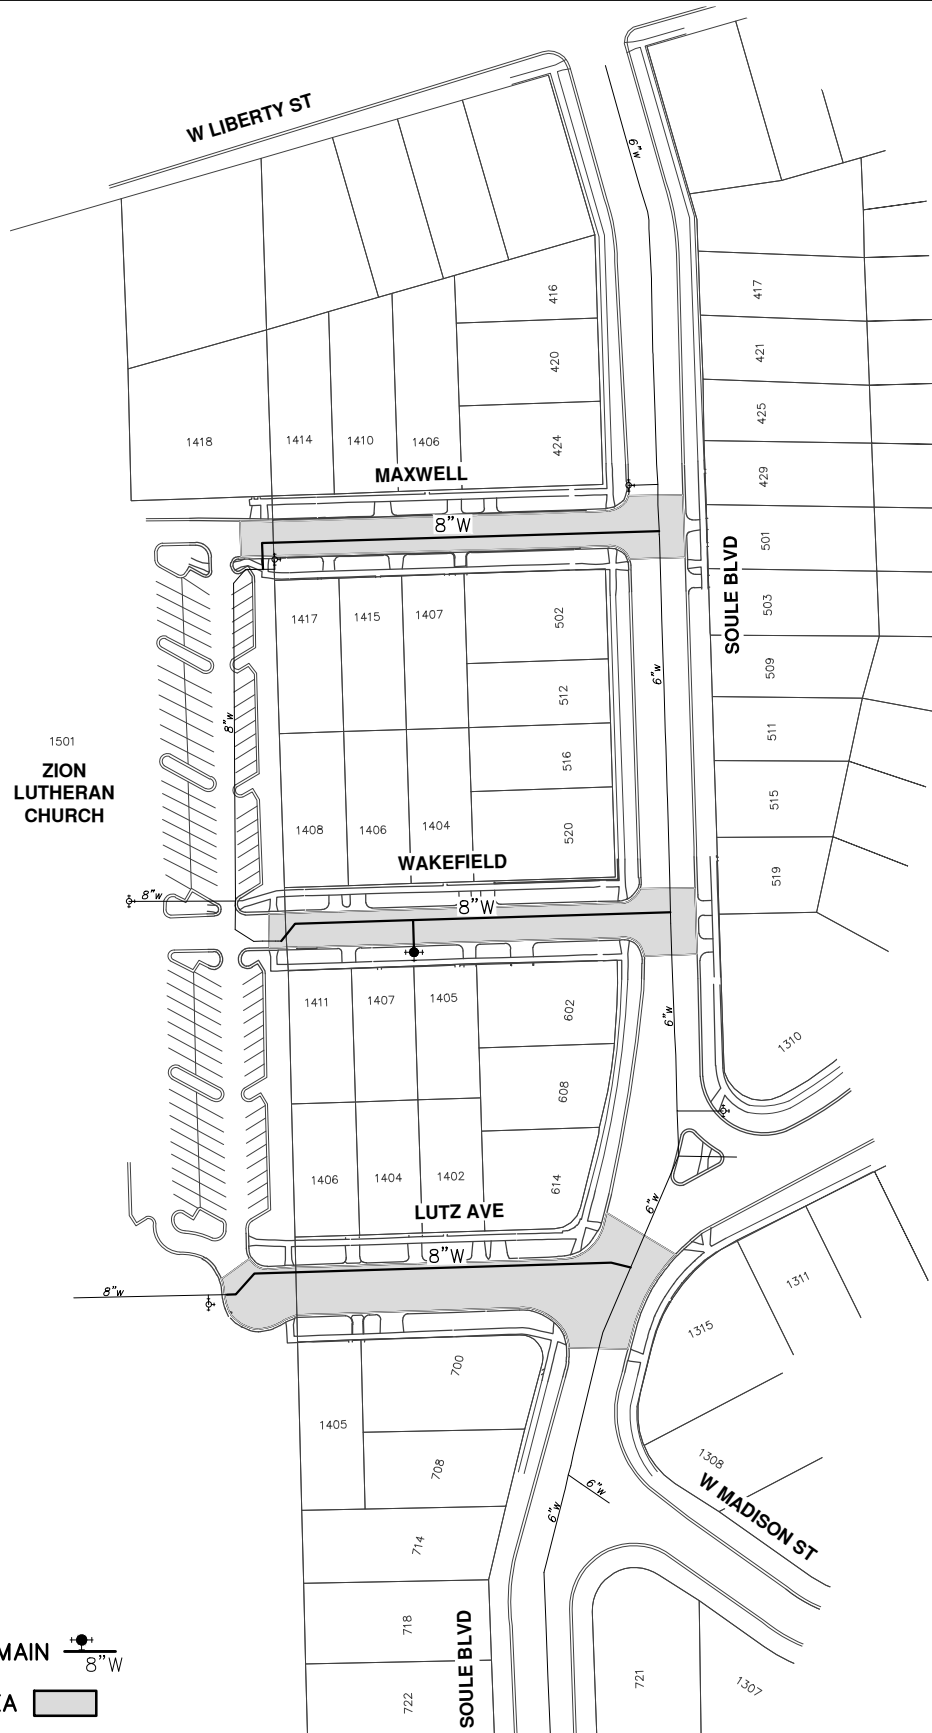 W LIBERTY ST
6"W
416
417
420
421
425
424
1418
1414
1410
1406
429
MAXWELL
8"W
501
SOULE BLVD
503
1417
1415
1407
502
509
6"W
512
8"W
511
1501
ZION
LUTHERAN
CHURCH
516
515
1408
1406
1404
520
WAKEFIELD
519
8"W
8"W
1411
1407
1405
602
6"W
1310
608
1406
1404
1402
614
6"W
LUTZ AVE
8"W
8"W
1311
1315
700
1405
708
1308
6"W
6"W
W MADISON ST
714
718
SOULE BLVD
MAIN
8"W
721
1307
722
EA